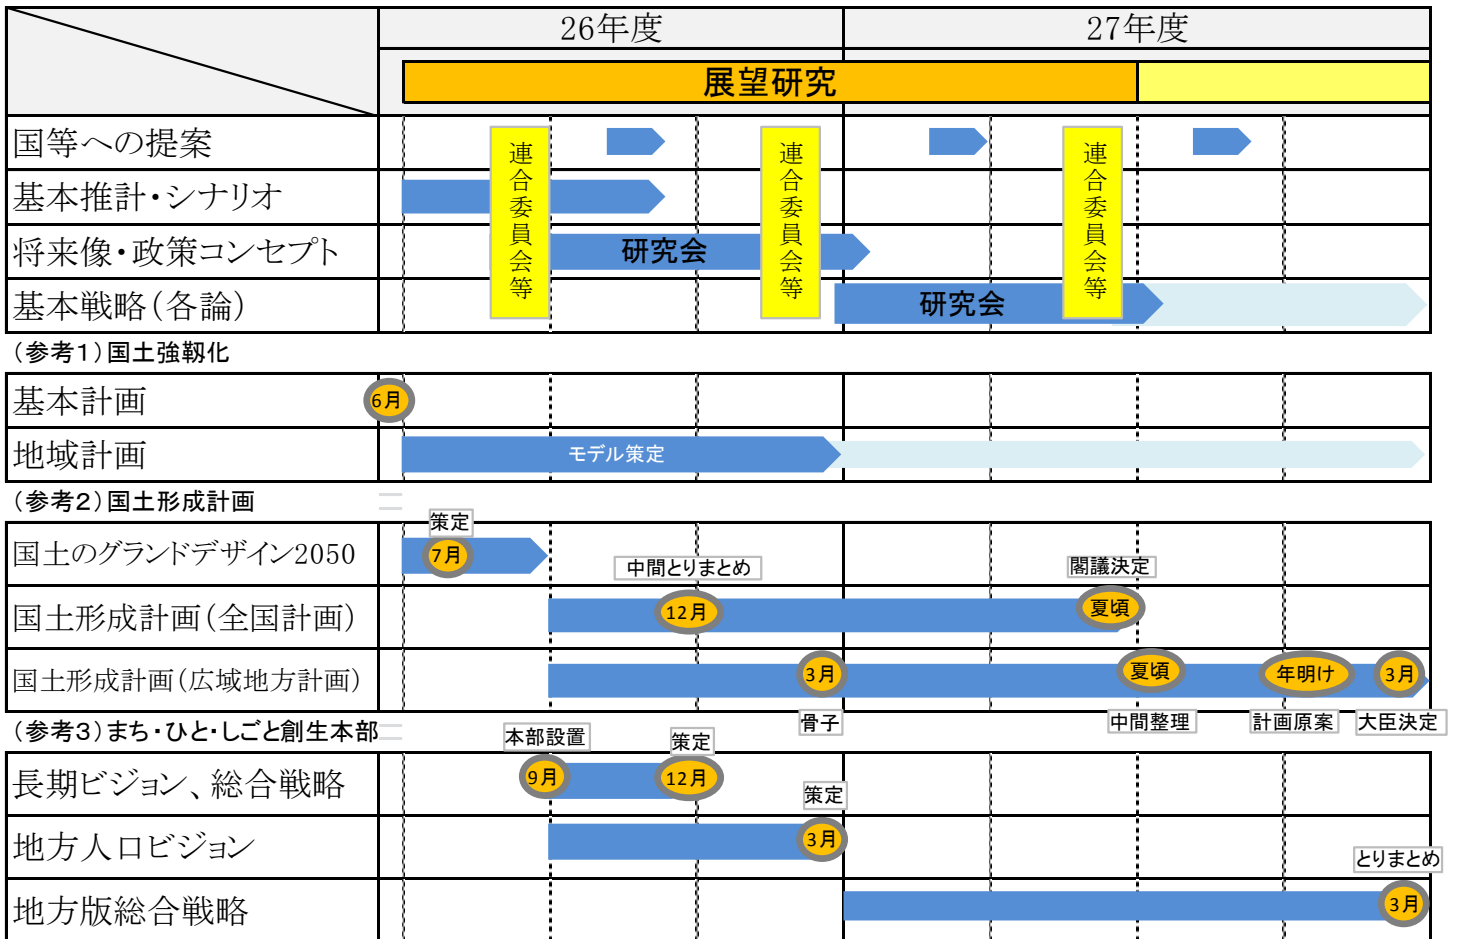 26年度
27年度
展望研究
国等への提案
基本推計・シナリオ
将来像・政策コンセプト
基本戦略(各論)
連合委員会等
連合委員会等
連合委員会等
研究会
研究会
(参考1)国土強靱化
基本計画
6月
地域計画
モデル策定
(参考2)国土形成計画
策定
国土のグランドデザイン2050
7月
中間とりまとめ
閣議決定
国土形成計画(全国計画)
12月
夏頃
国土形成計画(広域地方計画)
3月
夏頃
年明け
3月
骨子
中間整理
計画原案
大臣決定
(参考3)まち・ひと・しごと創生本部
本部設置
策定
長期ビジョン、総合戦略
9月
12月
策定
地方人口ビジョン
3月
とりまとめ
地方版総合戦略
3月